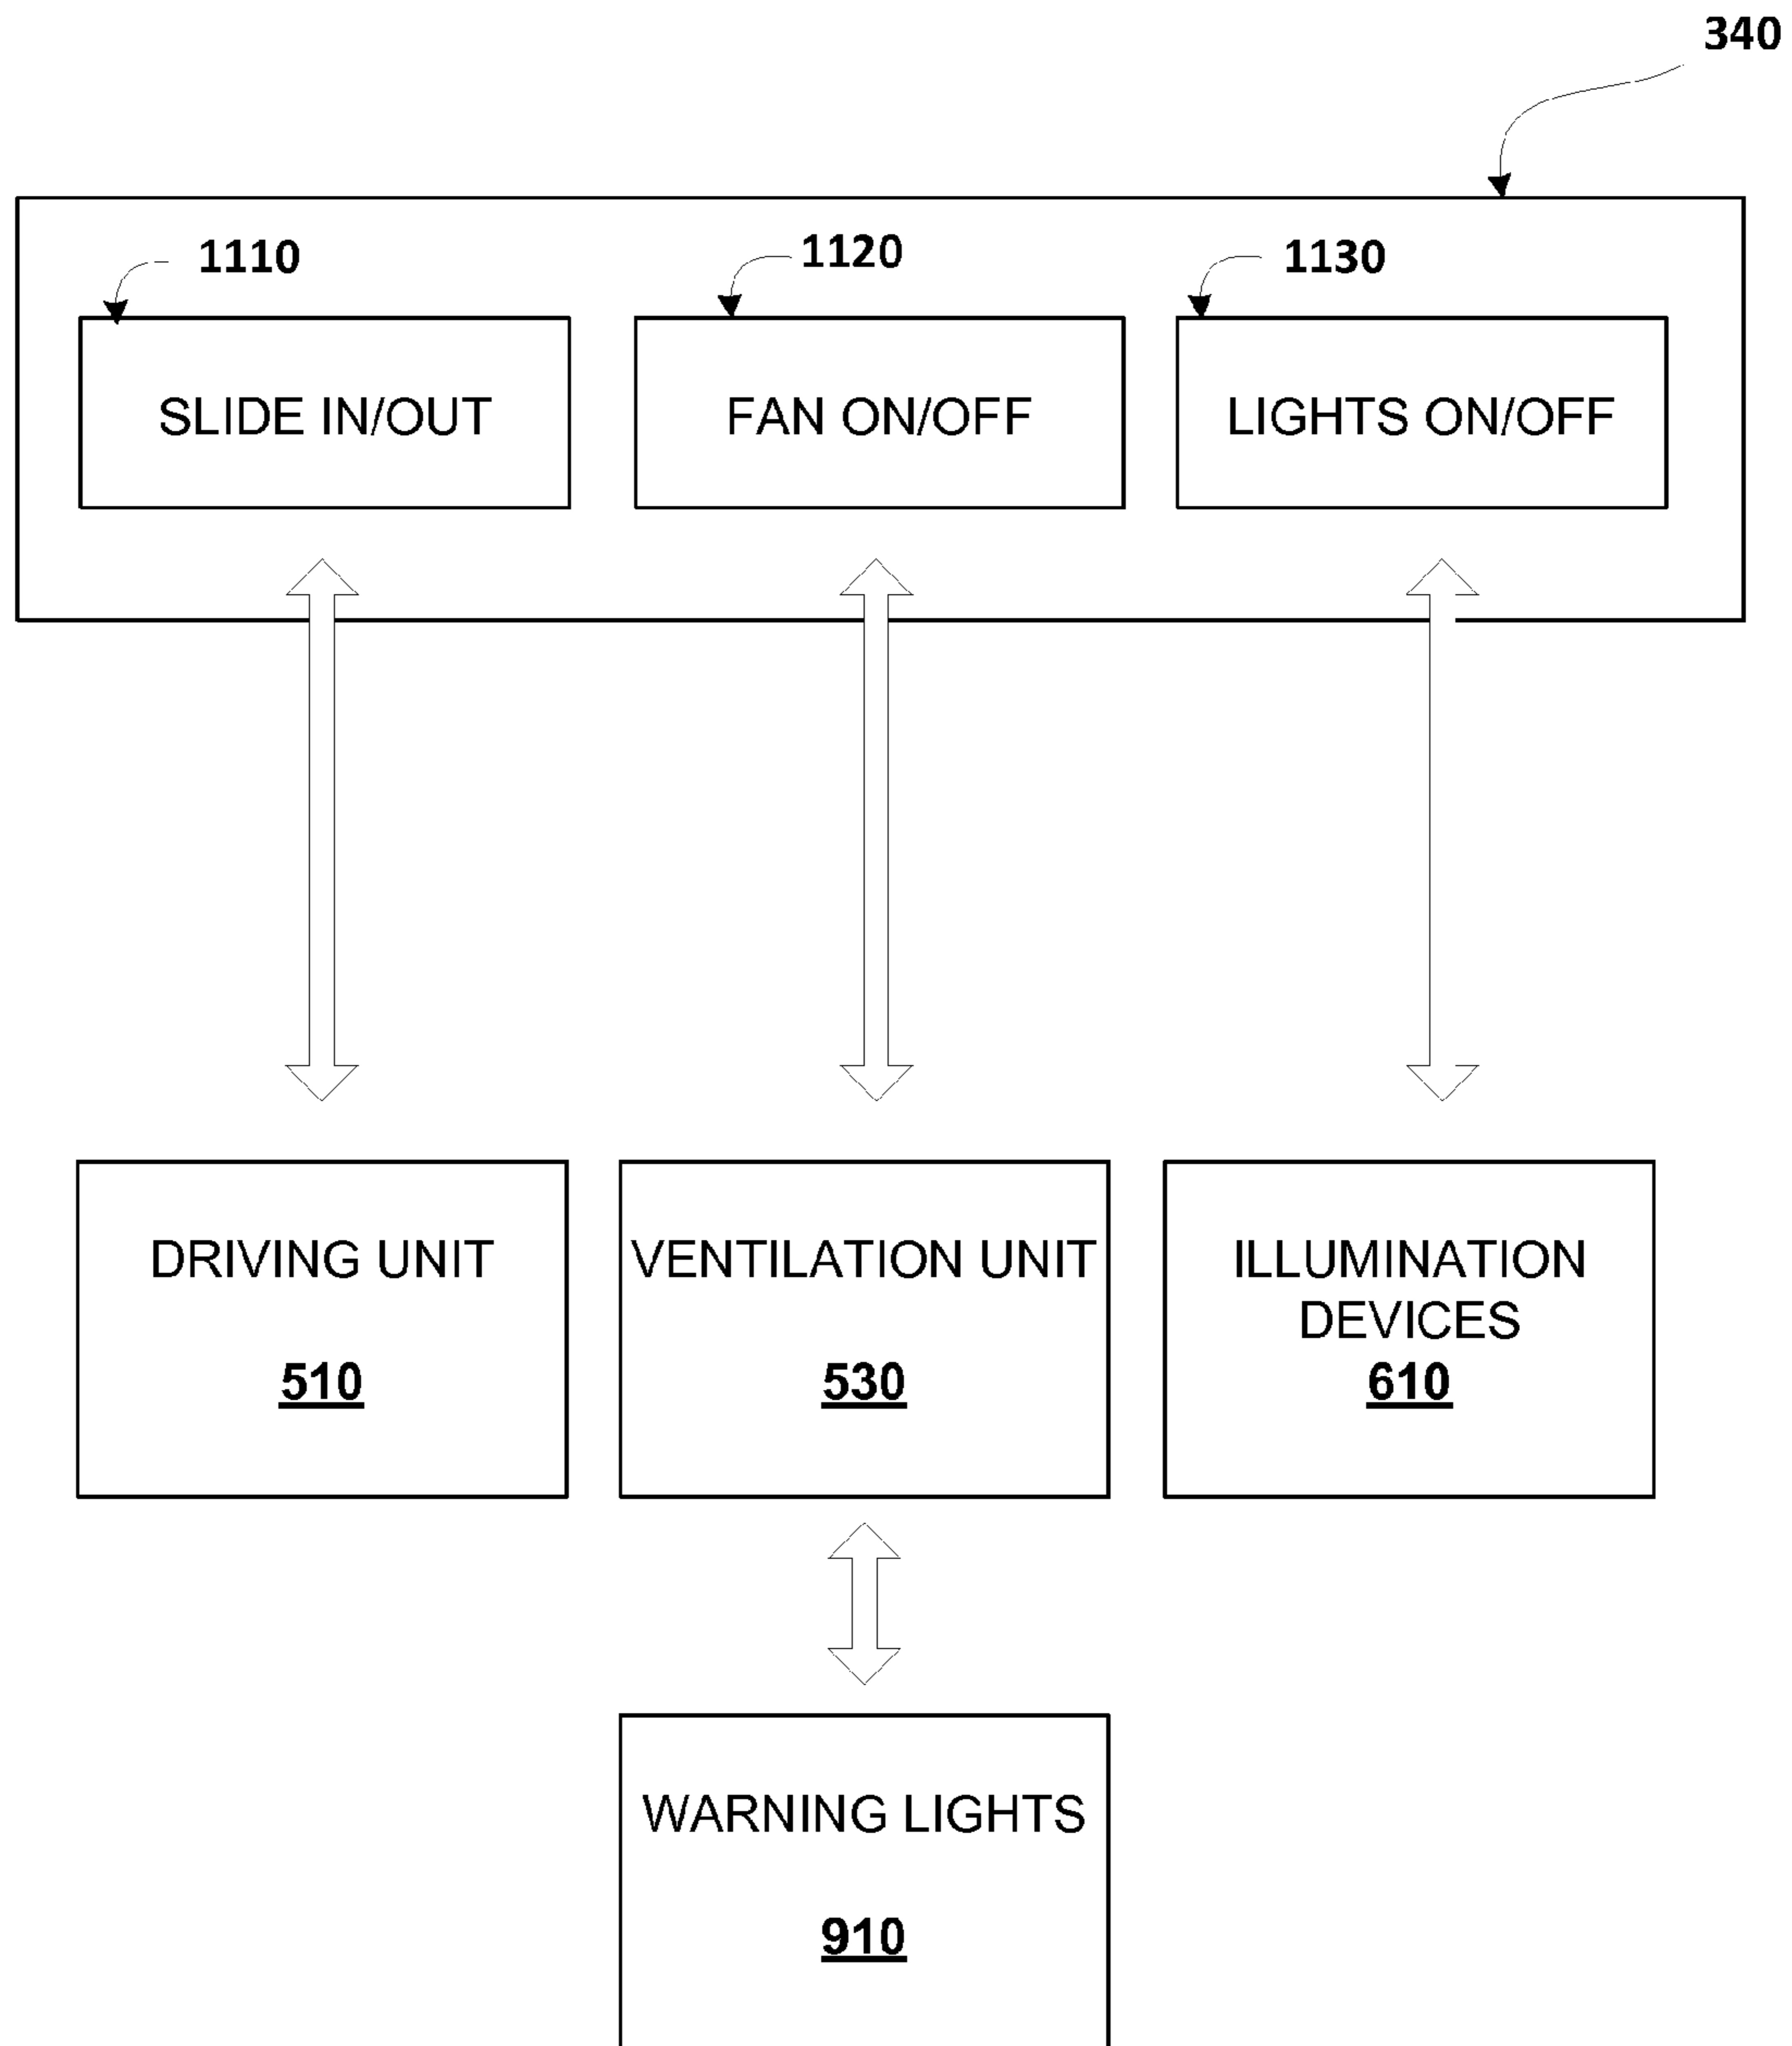 340
1110
1120
1130
SLIDE IN/OUT
FAN ON/OFF
LIGHTS ON/OFF
DRIVING UNIT
510
VENTILATION UNIT
530
ILLUMINATION
DEVICES
610
WARNING LIGHTS
910